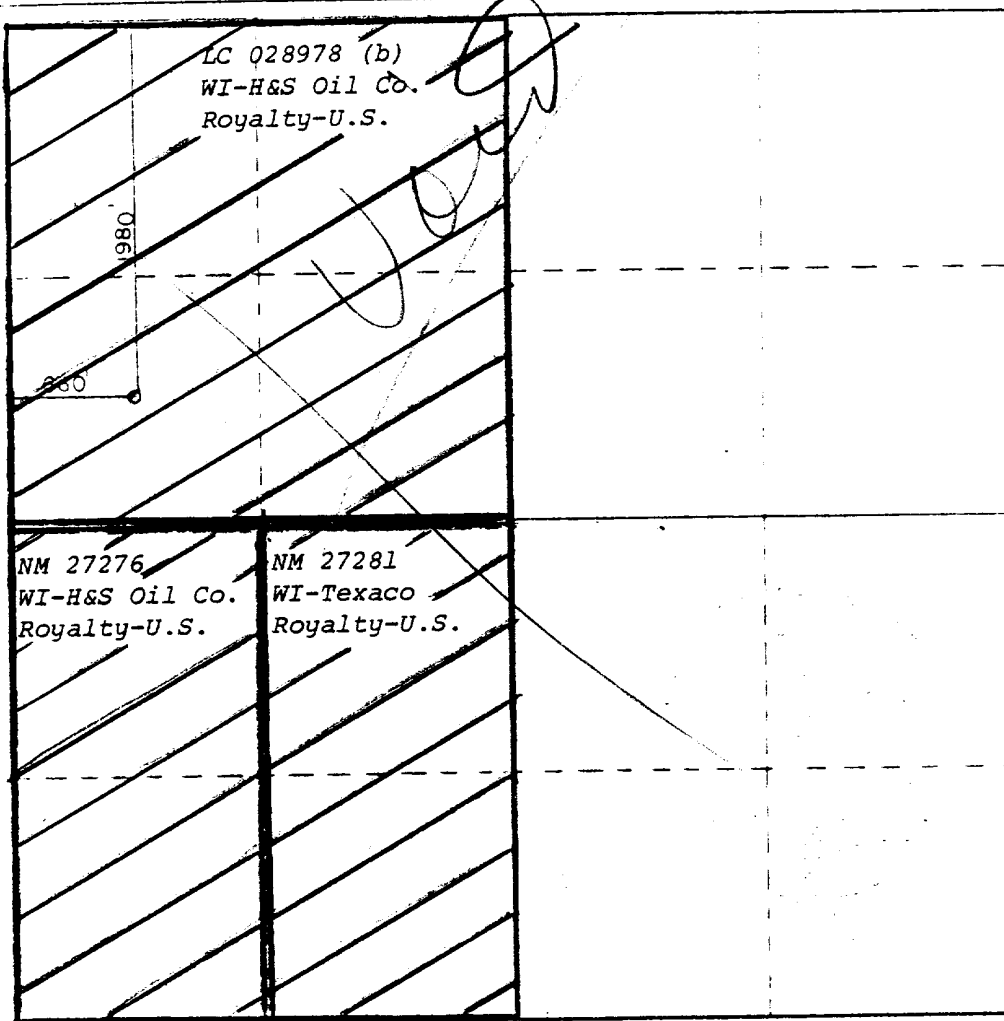 LC 028978 (b)
WI-H&S Oil Co.
Royalty-U.S.
1980'
660'
NM 27276
WI-H&S Oil Co.
Royalty-U.S.
NM 27281
WI-Texaco
Royalty-U.S.